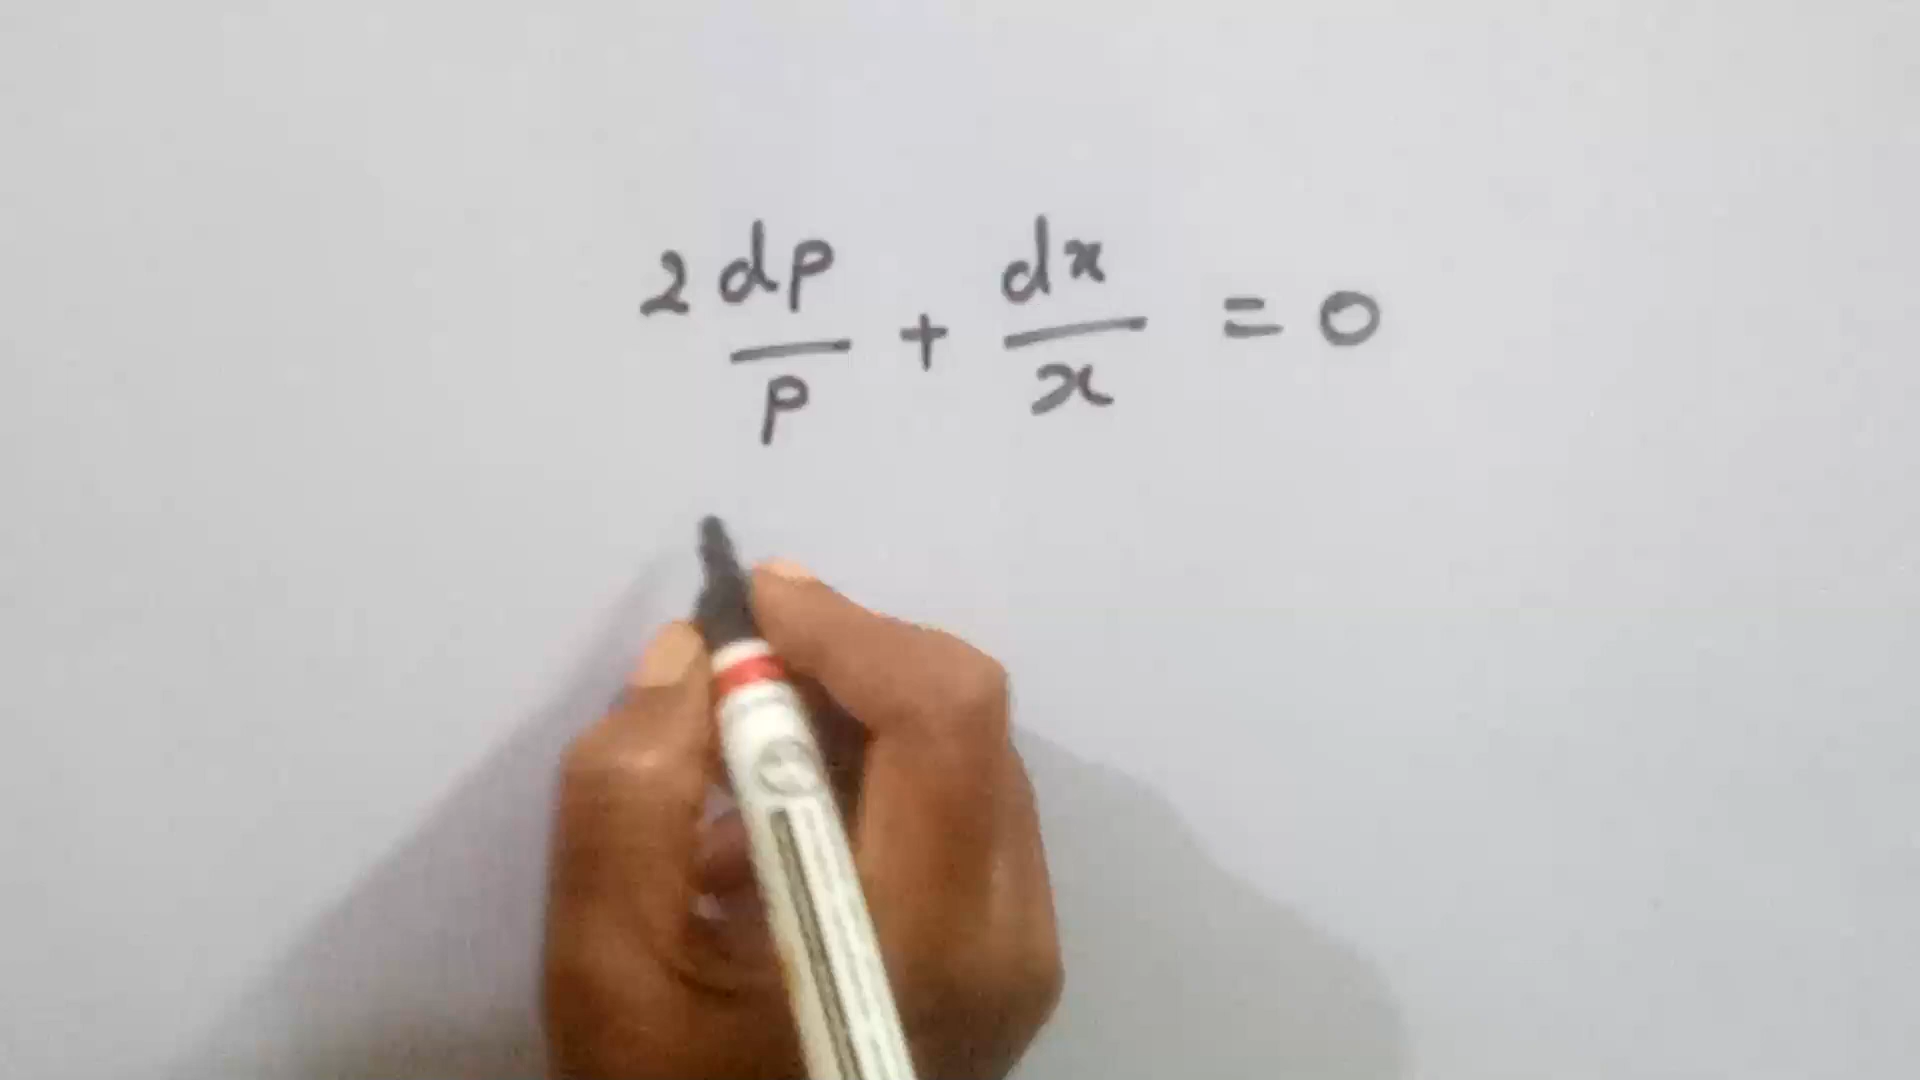 2 dp/p + dx/x = 0